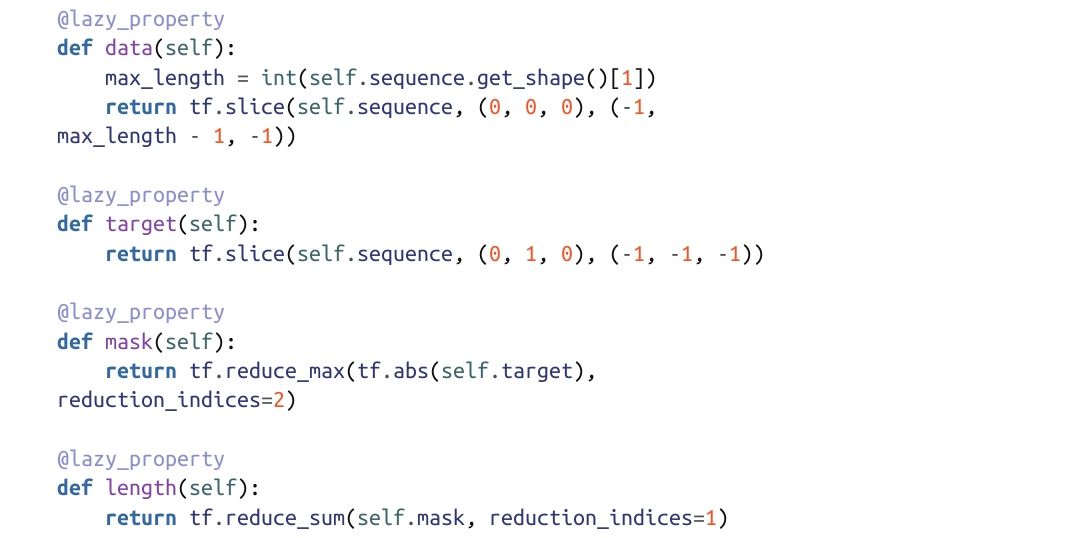 @lazy_property
def data(self):
    max_length = int(self.sequence.get_shape()[1])
    return tf.slice(self.sequence, (0, 0, 0), (-1,
max_length - 1, -1))

@lazy_property
def target(self):
    return tf.slice(self.sequence, (0, 1, 0), (-1, -1, -1))

@lazy_property
def mask(self):
    return tf.reduce_max(tf.abs(self.target),
reduction_indices=2)

@lazy_property
def length(self):
    return tf.reduce_sum(self.mask, reduction_indices=1)